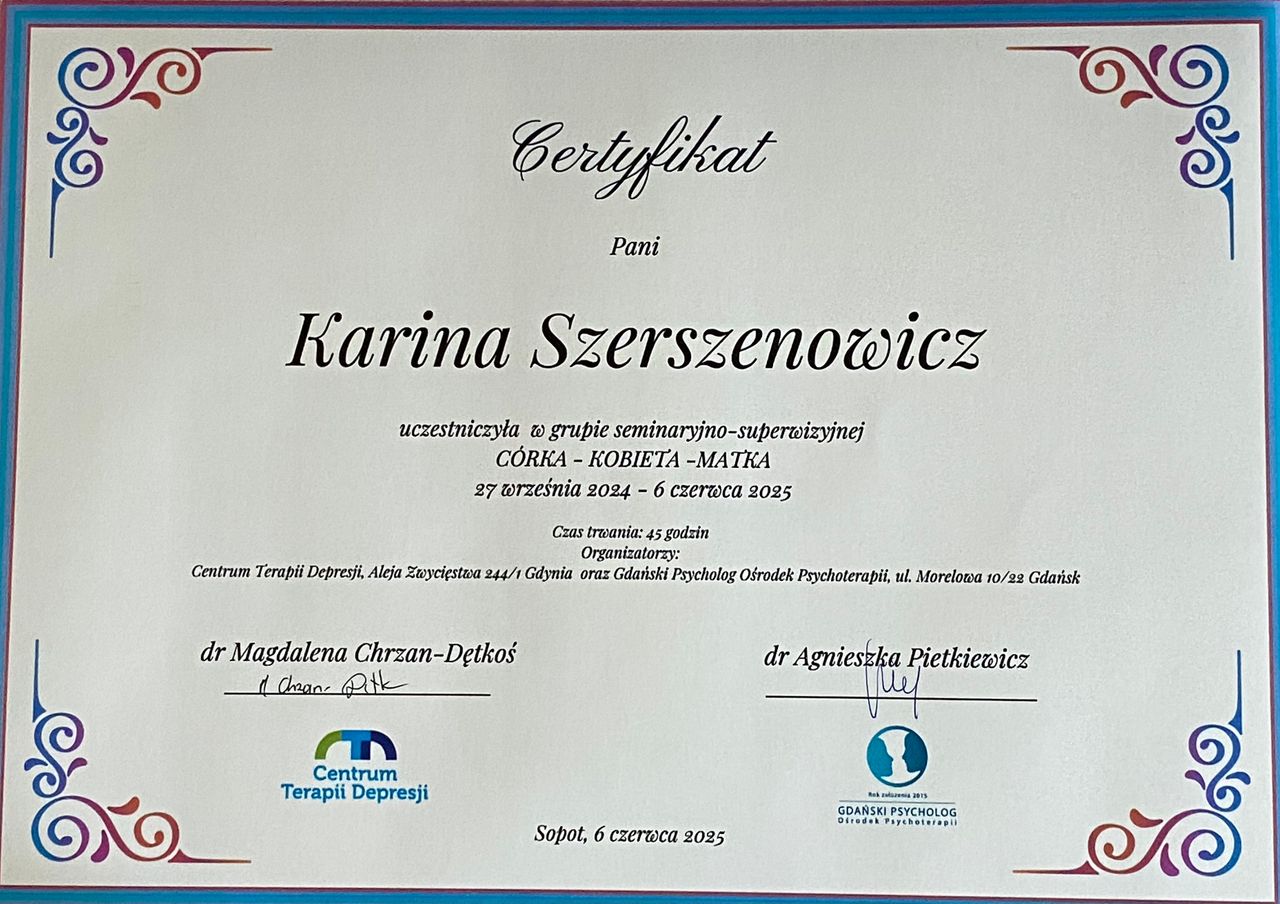 Certyfikat
Pani
Karina Szerszenowicz
uczestniczyła w grupie seminaryjno-superwizyjnej
CÓRKA - KOBIETA -MATKA
27 września 2024 - 6 czerwca 2025
Czas trwania: 45 godzin
Organizatorzy:
Centrum Terapii Depresji, Aleja Zwycięstwa 244/1 Gdynia oraz Gdański Psycholog Ośrodek Psychoterapii, ul. Morelowa 10/22 Gdańsk
dr Magdalena Chrzan-Dętkoś
dr Agnieszka Pietkiewicz
Centrum
Terapii Depresji
Rok założenia 2015
GDAŃSKI PSYCHOLOG
Ośrodek Psychoterapii
Sopot, 6 czerwca 2025